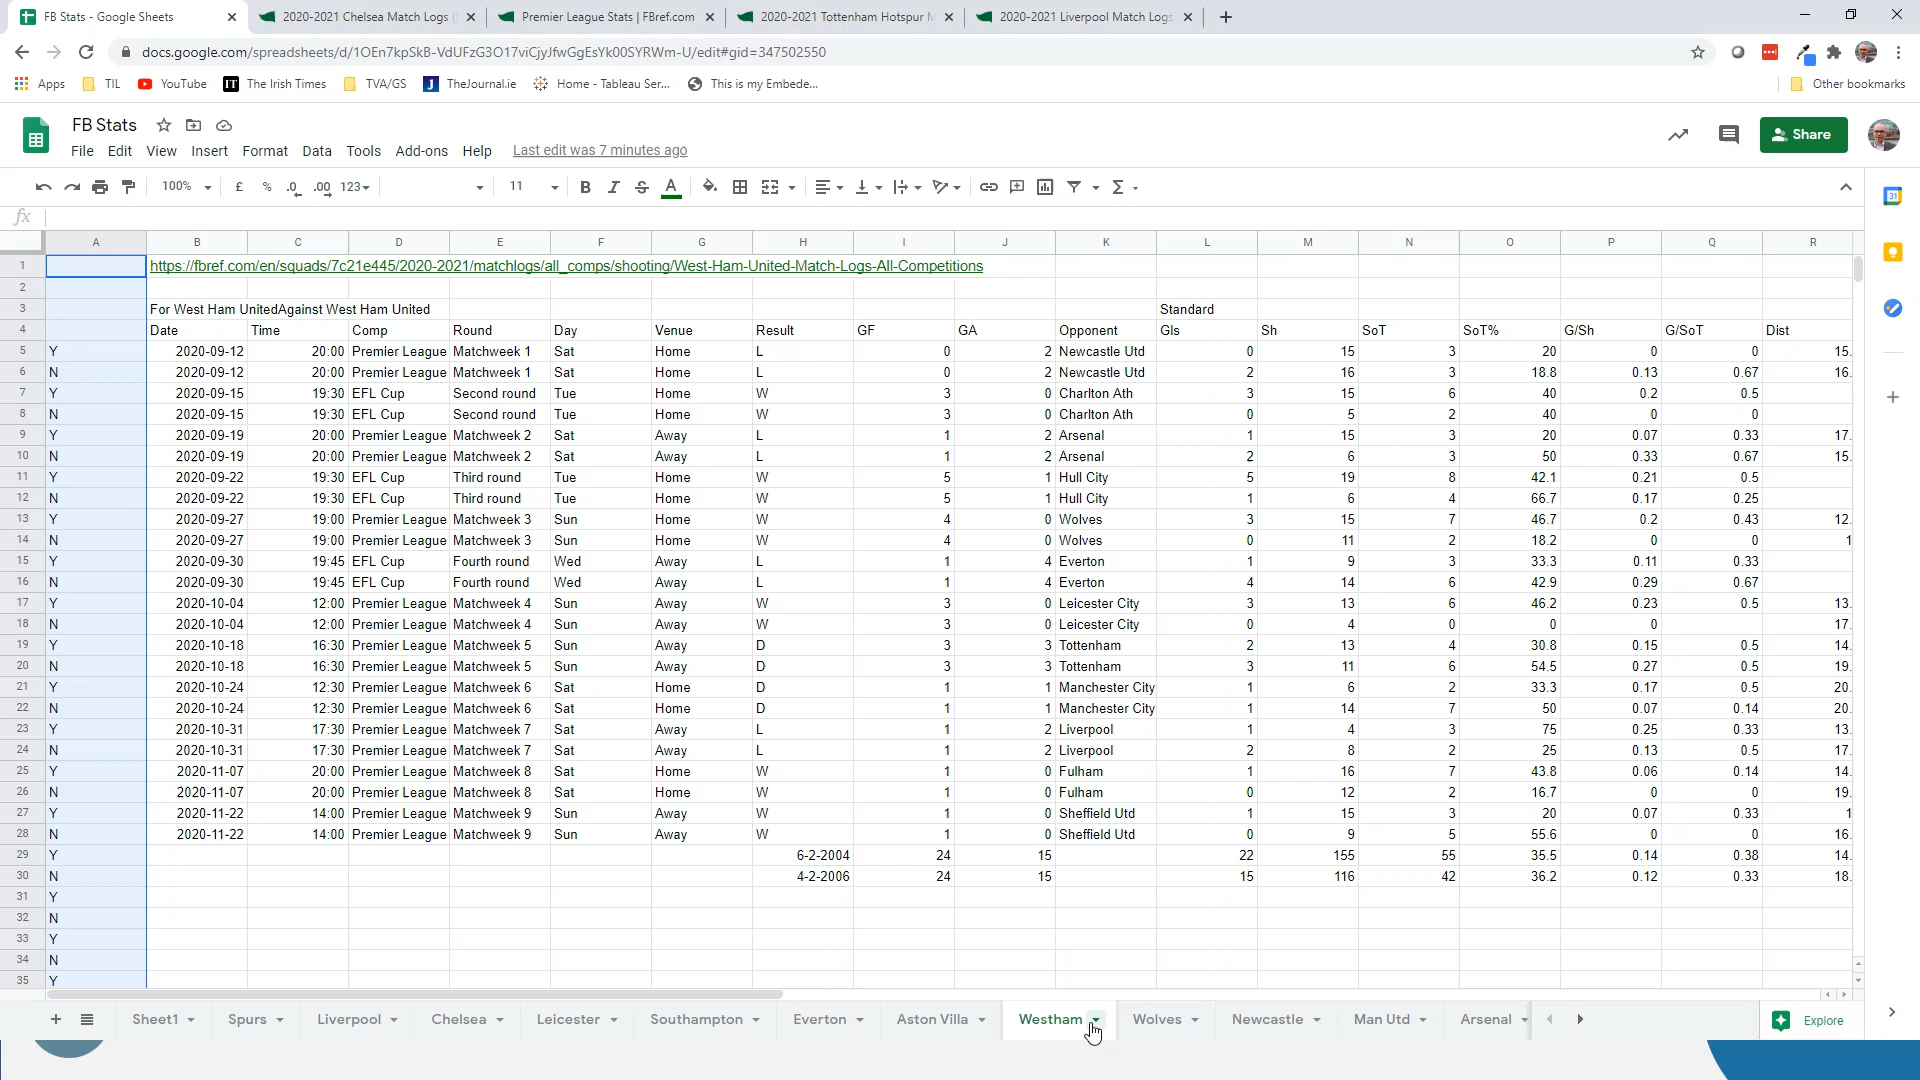 FB Stats - Google Sheets 2020-2021 Chelsea Match Logs ( Premier League Stats | FBref.com 2020-2021 Tottenham Hotspur M 2020-2021 Liverpool Match Logs
docs.google.com/spreadsheets/d/1OEn7kpSkB-VdUFzG3O17viCjyJfwGgEsYk00SYRWm-U/edit#gid=347502550
Apps TIL YouTube The Irish Times TVA/GS TheJournal.ie Home - Tableau Ser... This is my Embede... Other bookmarks
FB Stats
Share
File Edit View Insert Format Data Tools Add-ons Help Last edit was 7 minutes ago
100% £ % .0 .00 123 11 B I S A
fx
A B C D E F G H I J K L M N O P Q R
1 https://fbref.com/en/squads/7c21e445/2020-2021/matchlogs/all_comps/shooting/West-Ham-United-Match-Logs-All-Competitions
2
3 For West Ham UnitedAgainst West Ham United Standard
4 Date Time Comp Round Day Venue Result GF GA Opponent Gls Sh SoT SoT% G/Sh G/SoT Dist
5 Y 2020-09-12 20:00 Premier League Matchweek 1 Sat Home L 0 2 Newcastle Utd 0 15 3 20 0 0 15.
6 N 2020-09-12 20:00 Premier League Matchweek 1 Sat Home L 0 2 Newcastle Utd 2 16 3 18.8 0.13 0.67 16.
7 Y 2020-09-15 19:30 EFL Cup Second round Tue Home W 3 0 Charlton Ath 3 15 6 40 0.2 0.5
8 N 2020-09-15 19:30 EFL Cup Second round Tue Home W 3 0 Charlton Ath 0 5 2 40 0 0
9 Y 2020-09-19 20:00 Premier League Matchweek 2 Sat Away L 1 2 Arsenal 1 15 3 20 0.07 0.33 17.
10 N 2020-09-19 20:00 Premier League Matchweek 2 Sat Away L 1 2 Arsenal 2 6 3 50 0.33 0.67 15.
11 Y 2020-09-22 19:30 EFL Cup Third round Tue Home W 5 1 Hull City 5 19 8 42.1 0.21 0.5
12 N 2020-09-22 19:30 EFL Cup Third round Tue Home W 5 1 Hull City 1 6 4 66.7 0.17 0.25
13 Y 2020-09-27 19:00 Premier League Matchweek 3 Sun Home W 4 0 Wolves 3 15 7 46.7 0.2 0.43 12.
14 N 2020-09-27 19:00 Premier League Matchweek 3 Sun Home W 4 0 Wolves 0 11 2 18.2 0 0 1
15 Y 2020-09-30 19:45 EFL Cup Fourth round Wed Away L 1 4 Everton 1 9 3 33.3 0.11 0.33
16 N 2020-09-30 19:45 EFL Cup Fourth round Wed Away L 1 4 Everton 4 14 6 42.9 0.29 0.67
17 Y 2020-10-04 12:00 Premier League Matchweek 4 Sun Away W 3 0 Leicester City 3 13 6 46.2 0.23 0.5 13.
18 N 2020-10-04 12:00 Premier League Matchweek 4 Sun Away W 3 0 Leicester City 0 4 0 0 0 17.
19 Y 2020-10-18 16:30 Premier League Matchweek 5 Sun Away D 3 3 Tottenham 2 13 4 30.8 0.15 0.5 14.
20 N 2020-10-18 16:30 Premier League Matchweek 5 Sun Away D 3 3 Tottenham 3 11 6 54.5 0.27 0.5 19.
21 Y 2020-10-24 12:30 Premier League Matchweek 6 Sat Home D 1 1 Manchester City 1 6 2 33.3 0.17 0.5 20.
22 N 2020-10-24 12:30 Premier League Matchweek 6 Sat Home D 1 1 Manchester City 1 14 7 50 0.07 0.14 20.
23 Y 2020-10-31 17:30 Premier League Matchweek 7 Sat Away L 1 2 Liverpool 1 4 3 75 0.25 0.33 13.
24 N 2020-10-31 17:30 Premier League Matchweek 7 Sat Away L 1 2 Liverpool 2 8 2 25 0.13 0.5 17.
25 Y 2020-11-07 20:00 Premier League Matchweek 8 Sat Home W 1 0 Fulham 1 16 7 43.8 0.06 0.14 14.
26 N 2020-11-07 20:00 Premier League Matchweek 8 Sat Home W 1 0 Fulham 0 12 2 16.7 0 0 19.
27 Y 2020-11-22 14:00 Premier League Matchweek 9 Sun Away W 1 0 Sheffield Utd 1 15 3 20 0.07 0.33 1
28 N 2020-11-22 14:00 Premier League Matchweek 9 Sun Away W 1 0 Sheffield Utd 0 9 5 55.6 0 0 16.
29 Y 6-2-2004 24 15 22 155 55 35.5 0.14 0.38 14.
30 N 4-2-2006 24 15 15 116 42 36.2 0.12 0.33 18.
31 Y
32 N
33 Y
34 N
35 Y
Sheet1 Spurs Liverpool Chelsea Leicester Southampton Everton Aston Villa Westham Wolves Newcastle Man Utd Arsenal Explore